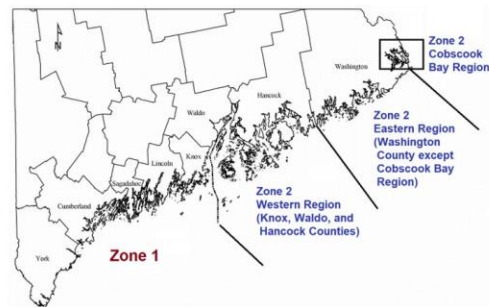 Zone 2
Cobscook
Bay Region
N
Washington
Hancock
Zone 2
Eastern Region
(Washington
County except
Cobscook Bay
Region)
Waldo
Knox
Lincoln
Sagadahoc
Zone 2
Western Region
(Knox, Waldo, and
Hancock Counties)
Cumberland
Zone 1
York